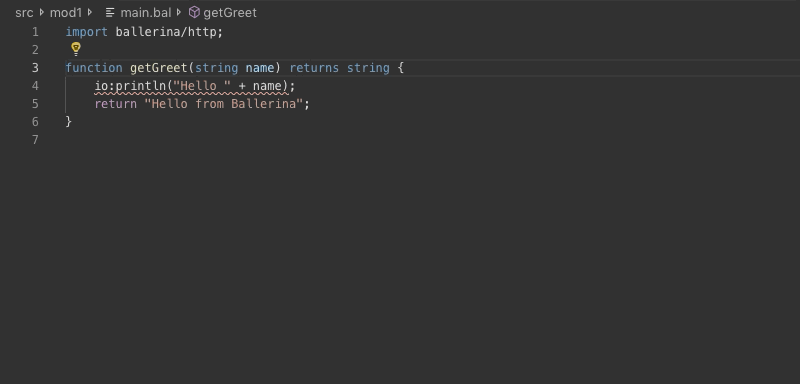 src mod1 main.bal getGreet
1 import ballerina/http;
2
3 function getGreet(string name) returns string {
4     io:println("Hello " + name);
5     return "Hello from Ballerina";
6 }
7